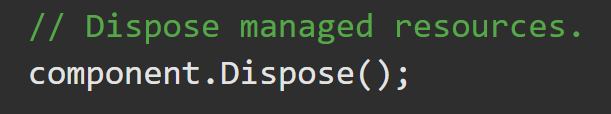 // Dispose managed resources.
component.Dispose();